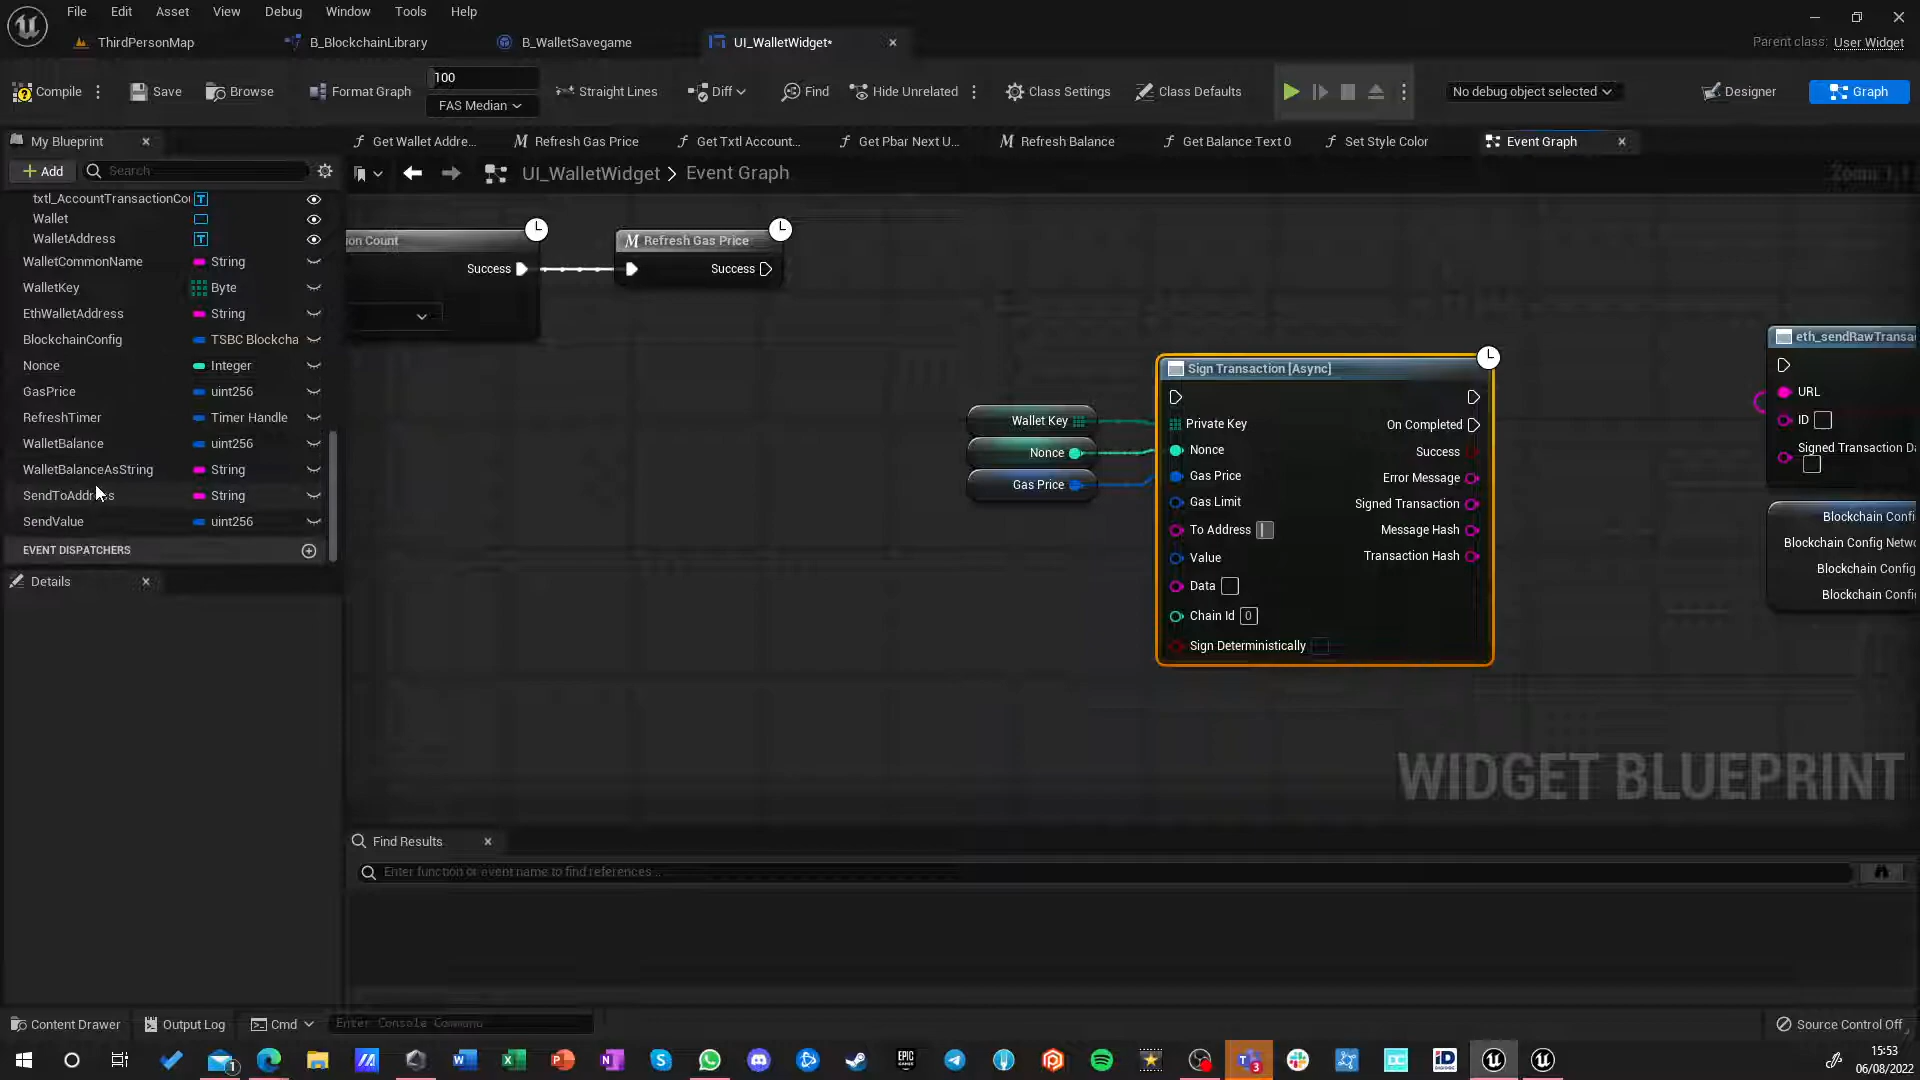 File Edit Asset View Debug Window Tools Help
ThirdPersonMap B_BlockchainLibrary B_WalletSavegame UI_WalletWidget*
Parent class: User Widget
Compile Save Browse Format Graph 100 FAS Median Straight Lines Diff Find Hide Unrelated Class Settings Class Defaults No debug object selected Designer Graph
My Blueprint
Get Wallet Addre... Refresh Gas Price Get Txtl Account... Get Pbar Next U... Refresh Balance Get Balance Text 0 Set Style Color Event Graph
Add Search
UI_WalletWidget > Event Graph
txtl_AccountTransactionCou
Wallet
WalletAddress
WalletCommonName String
WalletKey Byte
EthWalletAddress String
BlockchainConfig TSBC Blockcha
Nonce Integer
GasPrice uint256
RefreshTimer Timer Handle
WalletBalance uint256
WalletBalanceAsString String
SendToAddress String
SendValue uint256
EVENT DISPATCHERS
Details
on Count
Success
Refresh Gas Price
Success
Wallet Key
Nonce
Gas Price
Sign Transaction [Async]
Private Key On Completed
Nonce Success
Gas Price Error Message
Gas Limit Signed Transaction
To Address Message Hash
Value Transaction Hash
Data
Chain Id 0
Sign Deterministically
eth_sendRawTransa
URL
ID
Signed Transaction Da
Blockchain Confi
Blockchain Config Netwo
Blockchain Config
Blockchain Confi
WIDGET BLUEPRINT
Find Results
Enter function or event name to find references...
Content Drawer Output Log Cmd Enter Console Command
Source Control Off
15:53
06/08/2022